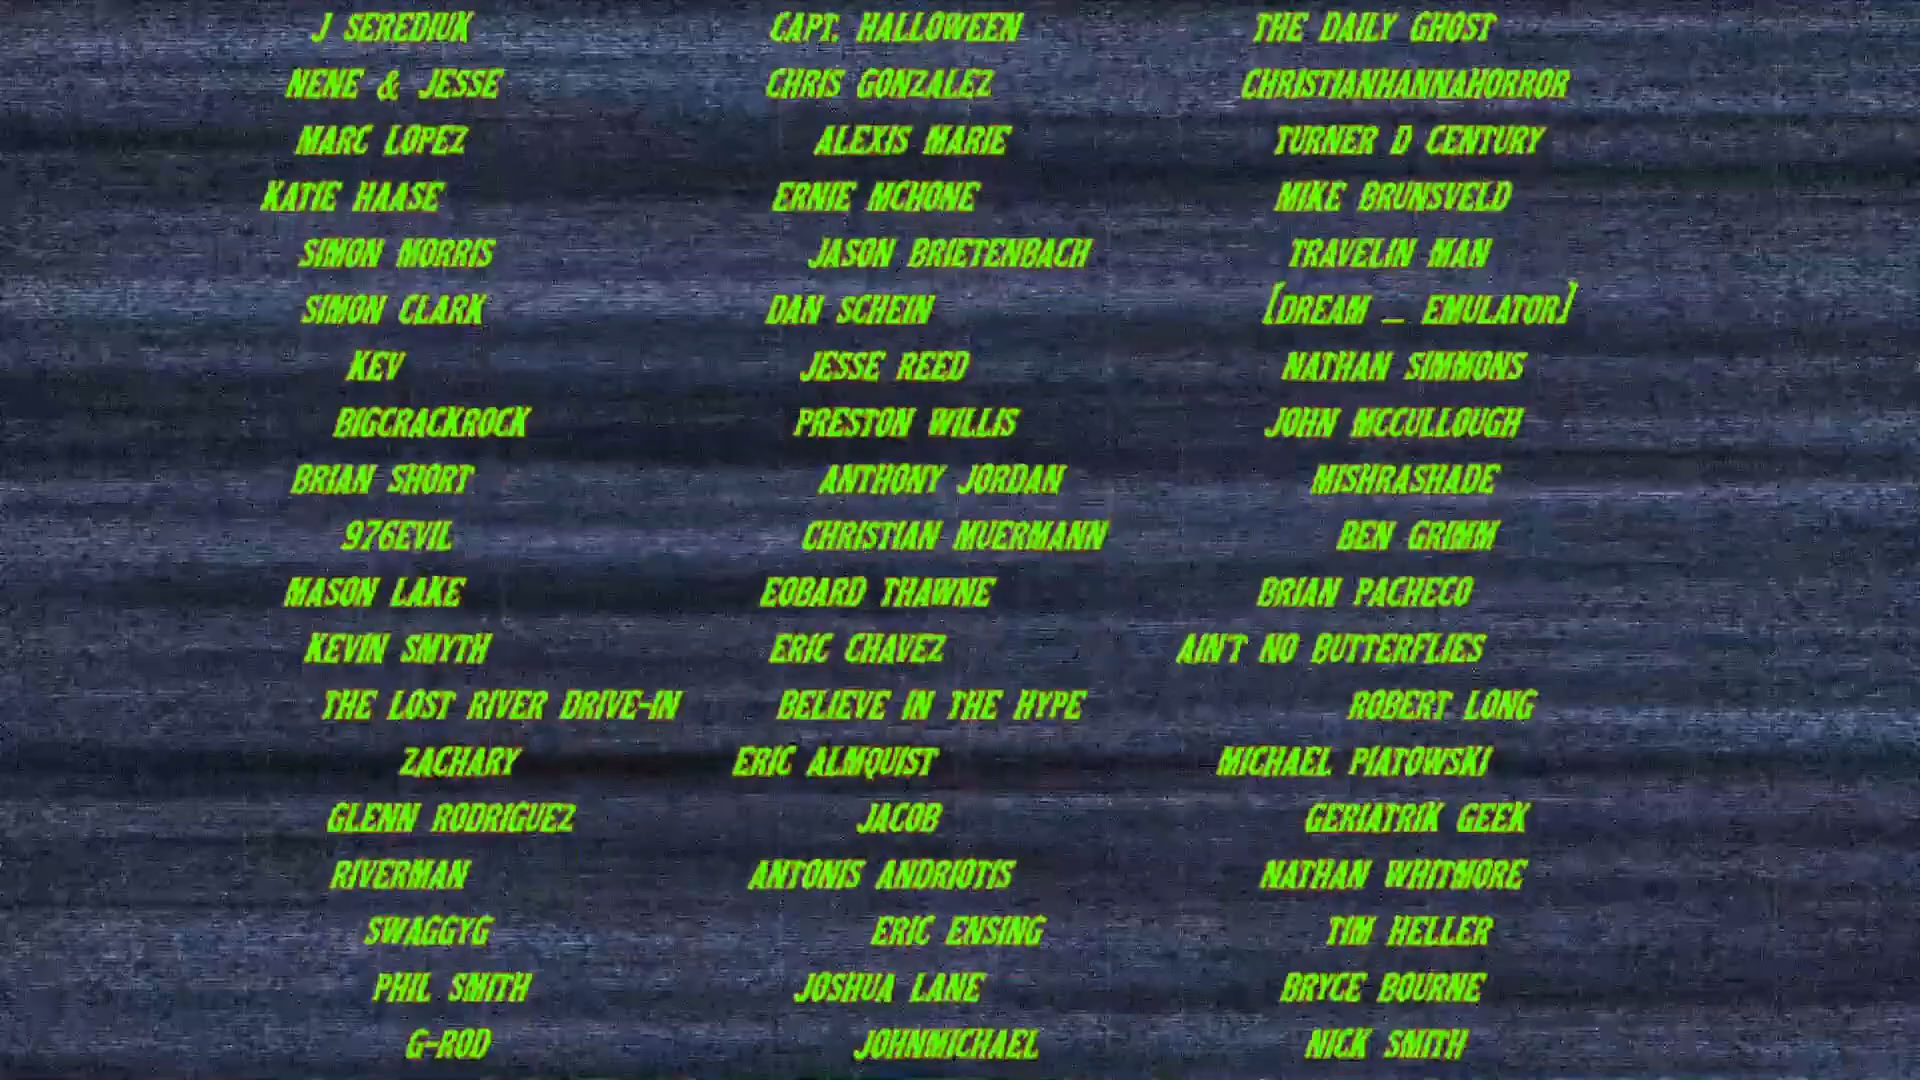 J SEREDIUK CAPT. HALLOWEEN THE DAILY GHOST
NENE & JESSE CHRIS GONZALEZ CHRISTIANHANNAHORROR
MARC LOPEZ ALEXIS MARIE TURNER D CENTURY
KATIE HAASE ERNIE MCHONE MIKE BRUNSVELD
SIMON MORRIS JASON BRIETENBACH TRAVELIN MAN
SIMON CLARK DAN SCHEIN [DREAM _ EMULATOR]
KEV JESSE REED NATHAN SIMMONS
BIGCRACKROCK PRESTON WILLIS JOHN MCCULLOUGH
BRIAN SHORT ANTHONY JORDAN MISHRASHADE
976EVIL CHRISTIAN MUERMANN BEN GRIMM
MASON LAKE EOBARD THAWNE BRIAN PACHECO
KEVIN SMYTH ERIC CHAVEZ AIN'T NO BUTTERFLIES
THE LOST RIVER DRIVE-IN BELIEVE IN THE HYPE ROBERT LONG
ZACHARY ERIC ALMQUIST MICHAEL PIATOWSKI
GLENN RODRIGUEZ JACOB GERIATRIK GEEK
RIVERMAN ANTONIS ANDRIOTIS NATHAN WHITMORE
SWAGGYG ERIC ENSING TIM HELLER
PHIL SMITH JOSHUA LANE BRYCE BOURNE
G-ROD JOHNMICHAEL NICK SMITH